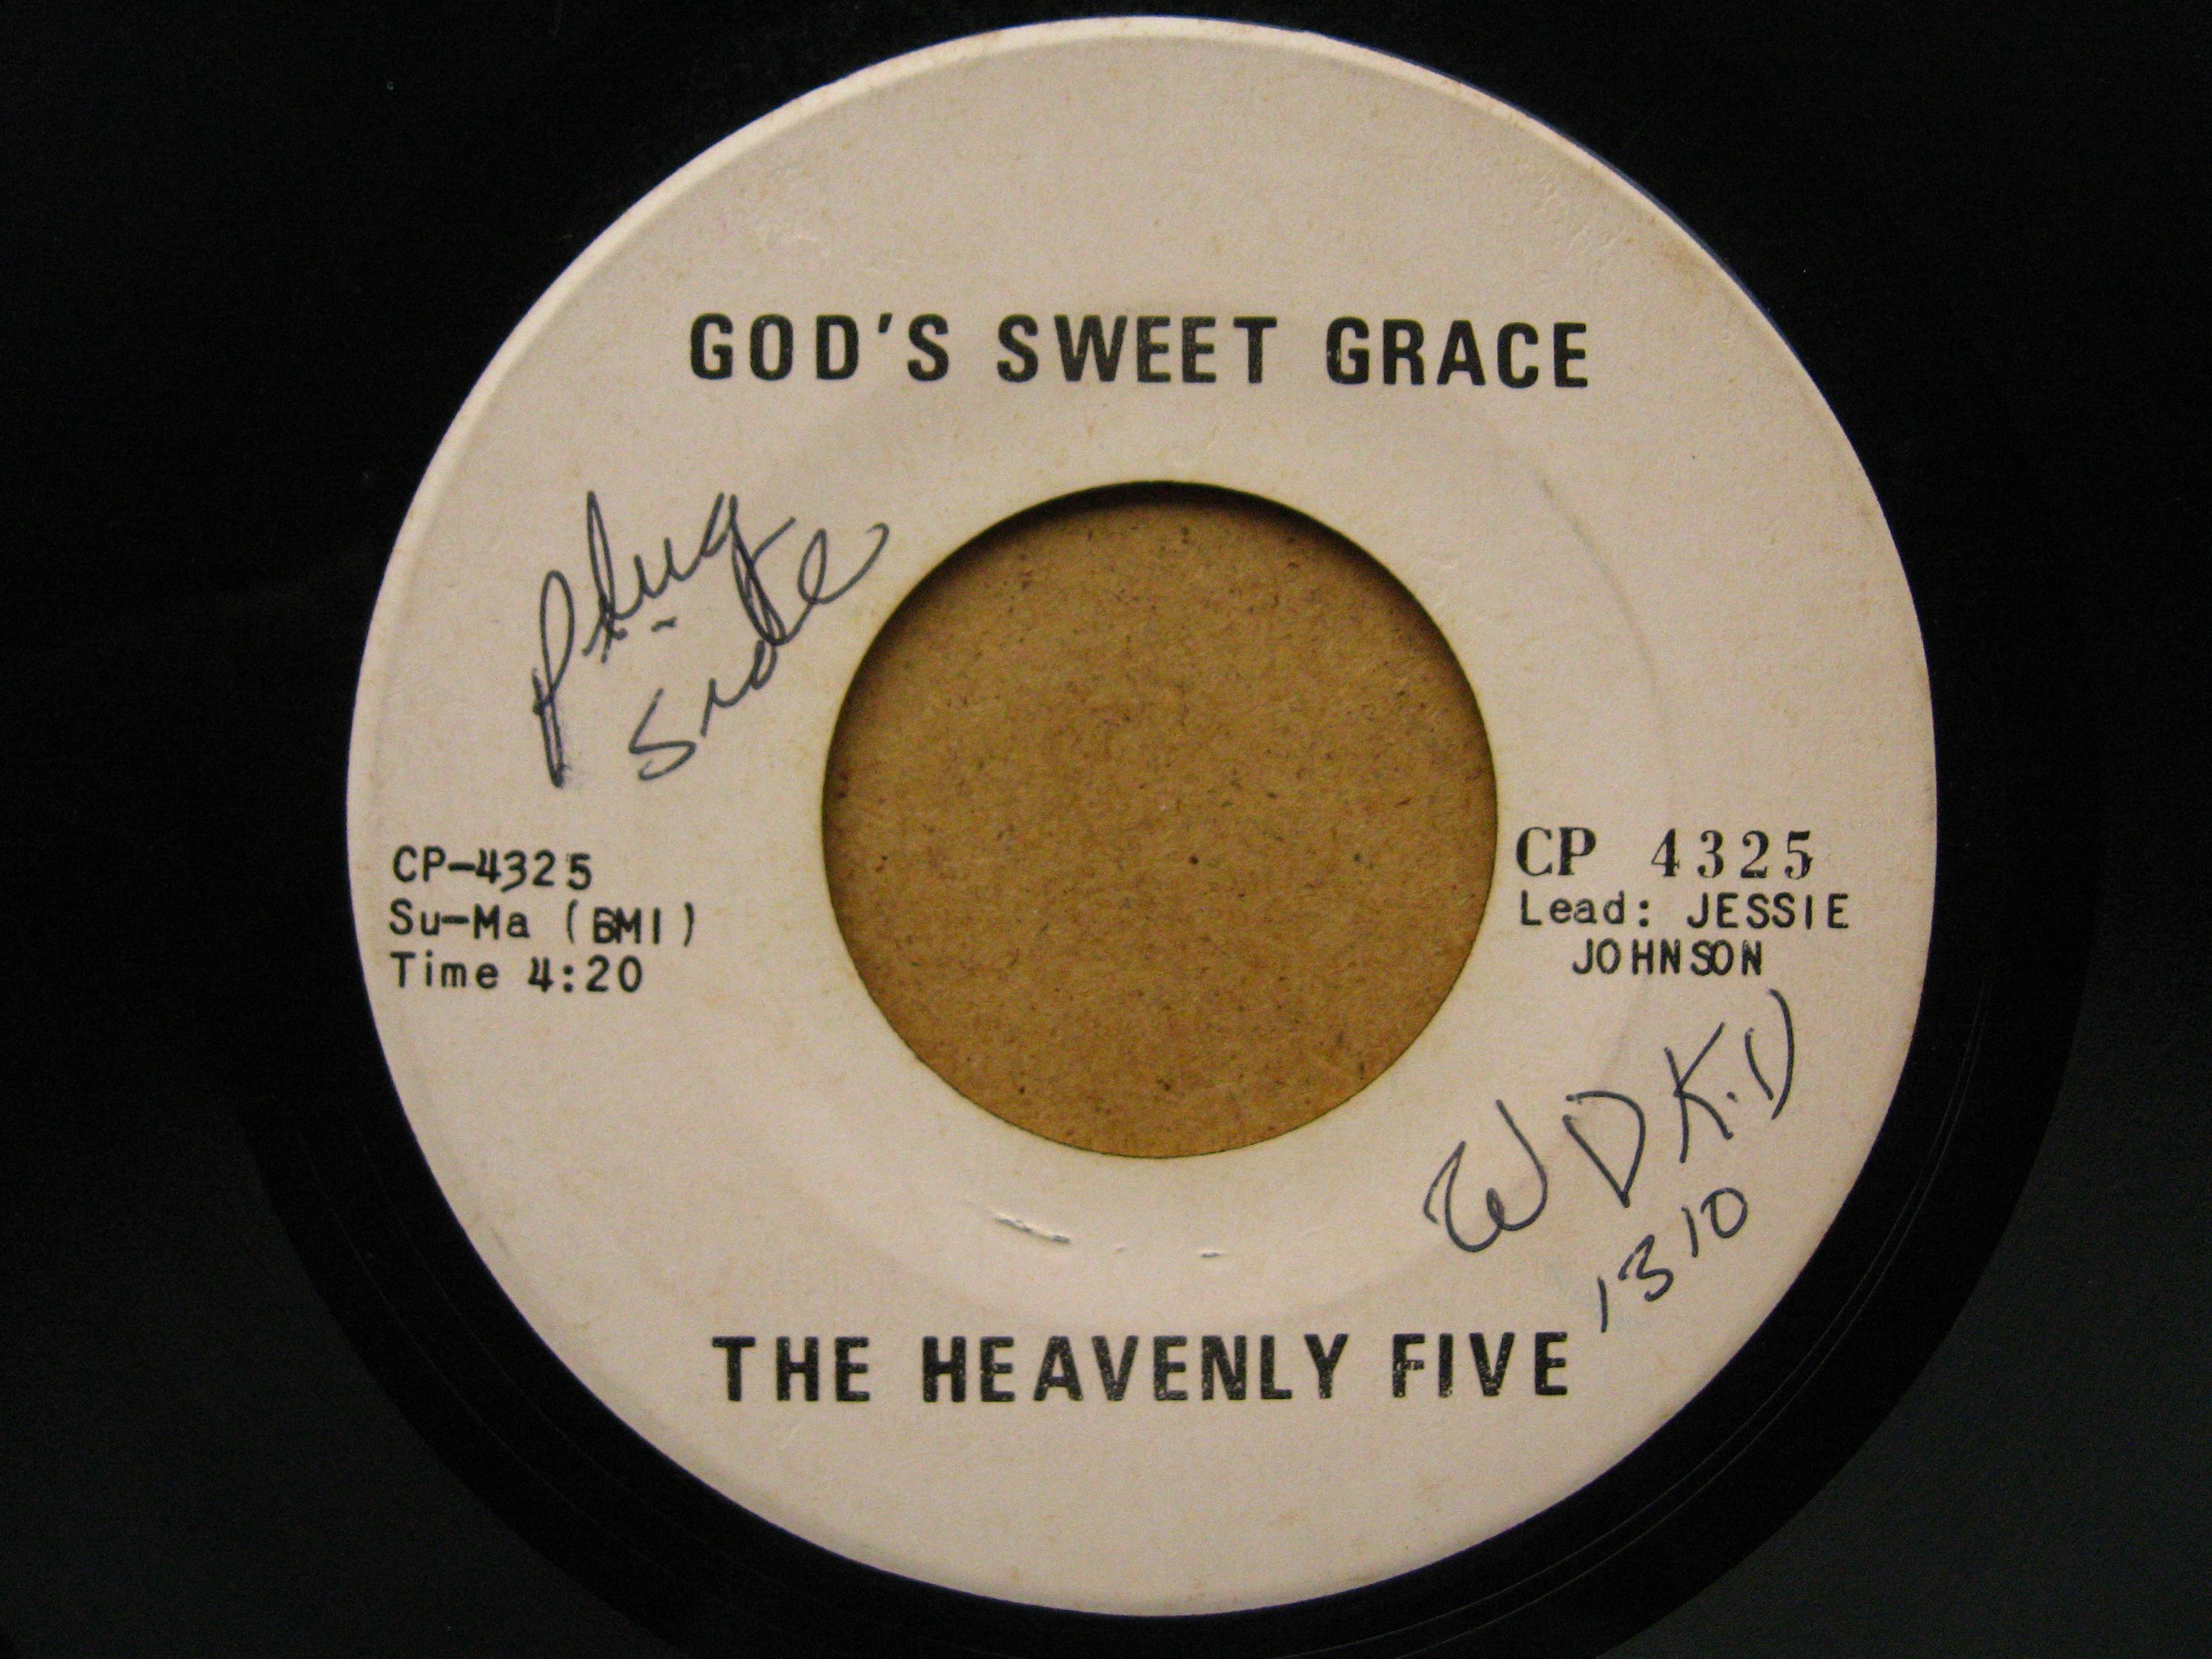 GOD'S SWEET GRACE
Plug
Side
CP-4325
Su-Ma (BMI)
Time 4:20
CP 4325
Lead: JESSIE
JOHNSON
WDKD
1310
THE HEAVENLY FIVE